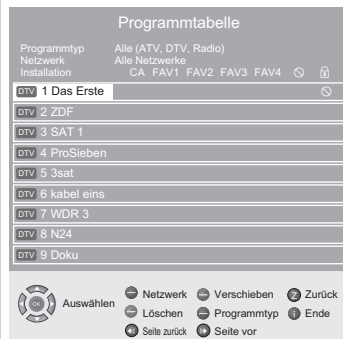 Programmtabelle
Programmtyp Alle (ATV, DTV, Radio)
Netzwerk Alle Netzwerke
Installation CA FAV1 FAV2 FAV3 FAV4
DTV 1 Das Erste
DTV 2 ZDF
DTV 3 SAT 1
DTV 4 ProSieben
DTV 5 3sat
DTV 6 kabel eins
DTV 7 WDR 3
DTV 8 N24
DTV 9 Doku
OK Auswählen Netzwerk Verschieben Z Zurück
Löschen Programmtyp i Ende
Seite zurück Seite vor